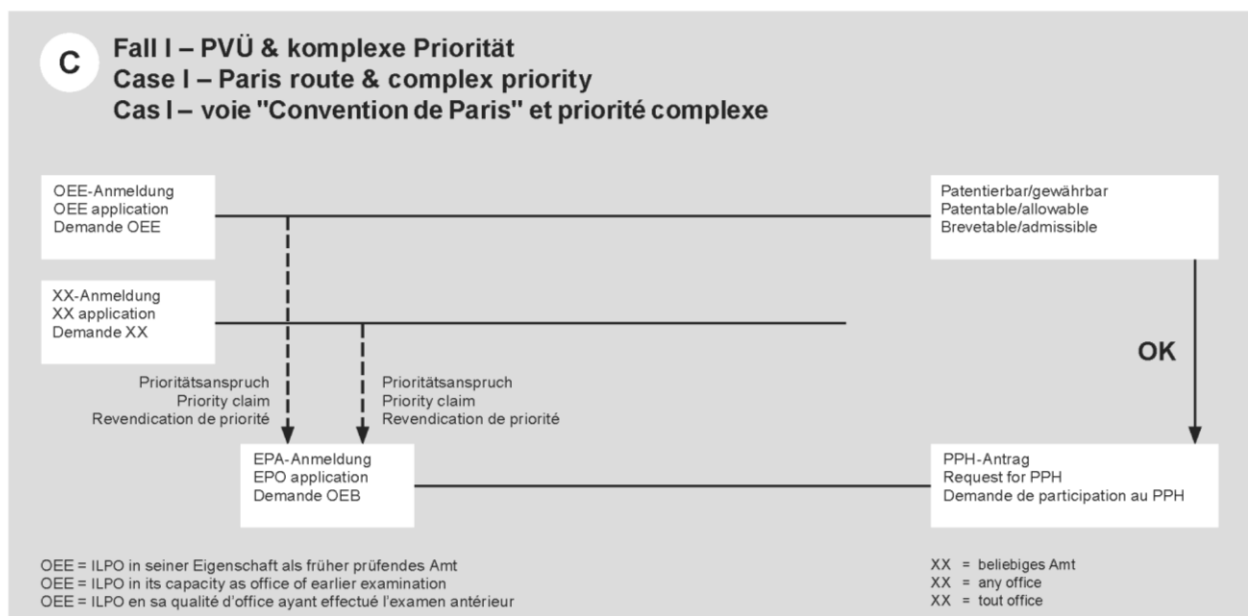 C
Fall I – PVÜ & komplexe Priorität
Case I – Paris route & complex priority
Cas I – voie "Convention de Paris" et priorité complexe
OEE-Anmeldung
OEE application
Demande OEE
Patentierbar/gewährbar
Patentable/allowable
Brevetable/admissible
XX-Anmeldung
XX application
Demande XX
OK
Prioritätsanspruch
Priority claim
Revendication de priorité
Prioritätsanspruch
Priority claim
Revendication de priorité
EPA-Anmeldung
EPO application
Demande OEB
PPH-Antrag
Request for PPH
Demande de participation au PPH
OEE = ILPO in seiner Eigenschaft als früher prüfendes Amt
OEE = ILPO in its capacity as office of earlier examination
OEE = ILPO en sa qualité d'office ayant effectué l'examen antérieur
XX = beliebiges Amt
XX = any office
XX = tout office